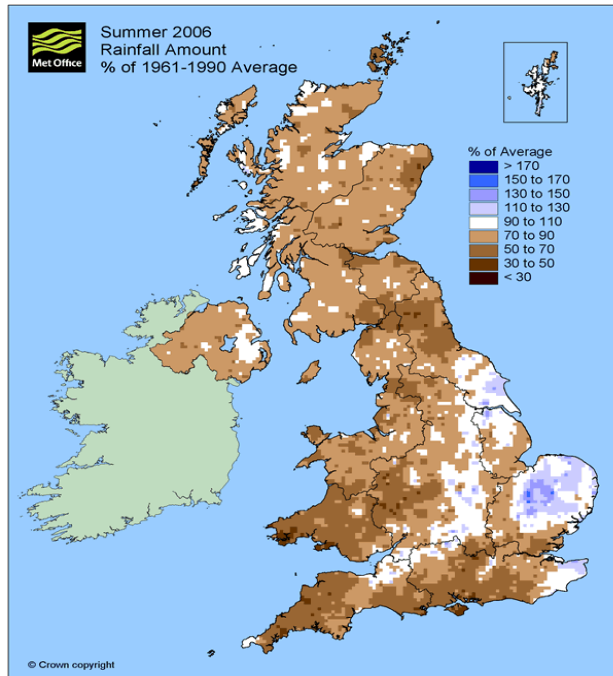 Met Office
Summer 2006
Rainfall Amount
% of 1961-1990 Average
% of Average
> 170
150 to 170
130 to 150
110 to 130
90 to 110
70 to 90
50 to 70
30 to 50
< 30
© Crown copyright